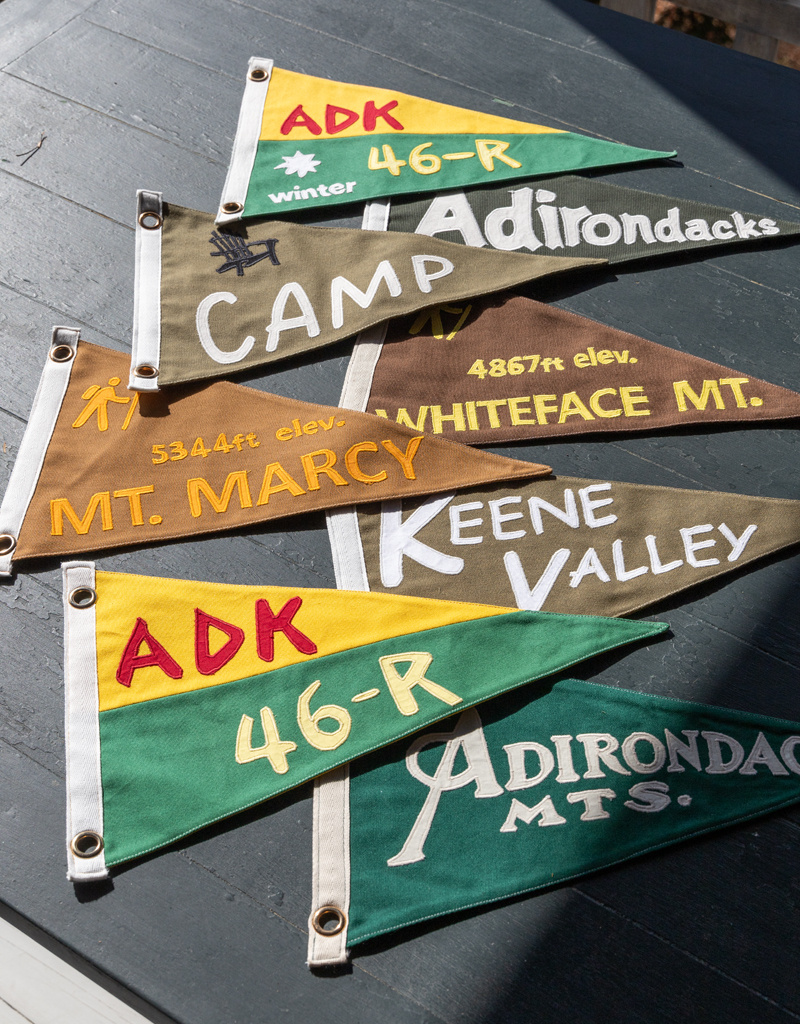 ADK
46-R
winter
Adirondacks
CAMP
4867ft elev.
WHITEFACE MT.
5344ft elev.
MT. MARCY
KEENE
VALLEY
ADK
46-R
ADIRONDAC
MTS.